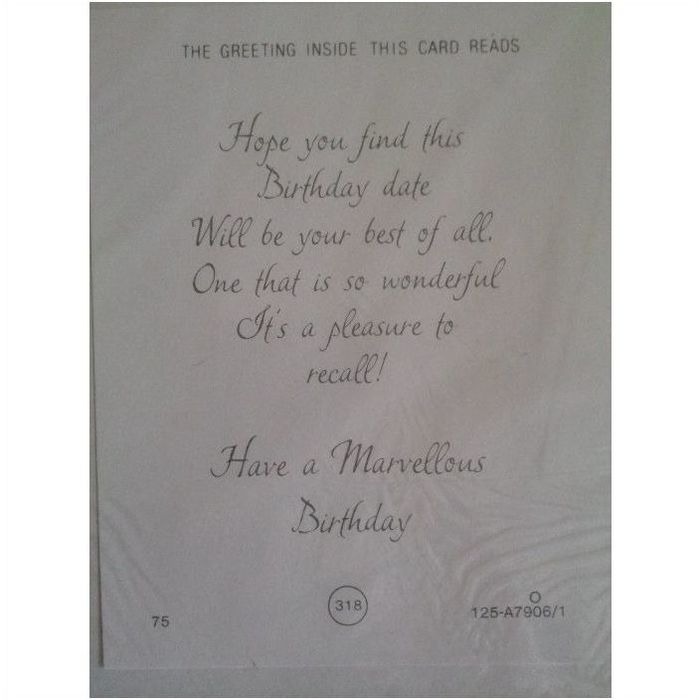 THE GREETING INSIDE THIS CARD READS
Hope you find this
Birthday date
Will be your best of all.
One that is so wonderful
It's a pleasure to
recall!
Have a Marvellous
Birthday
75
318
O
125-A7906/1